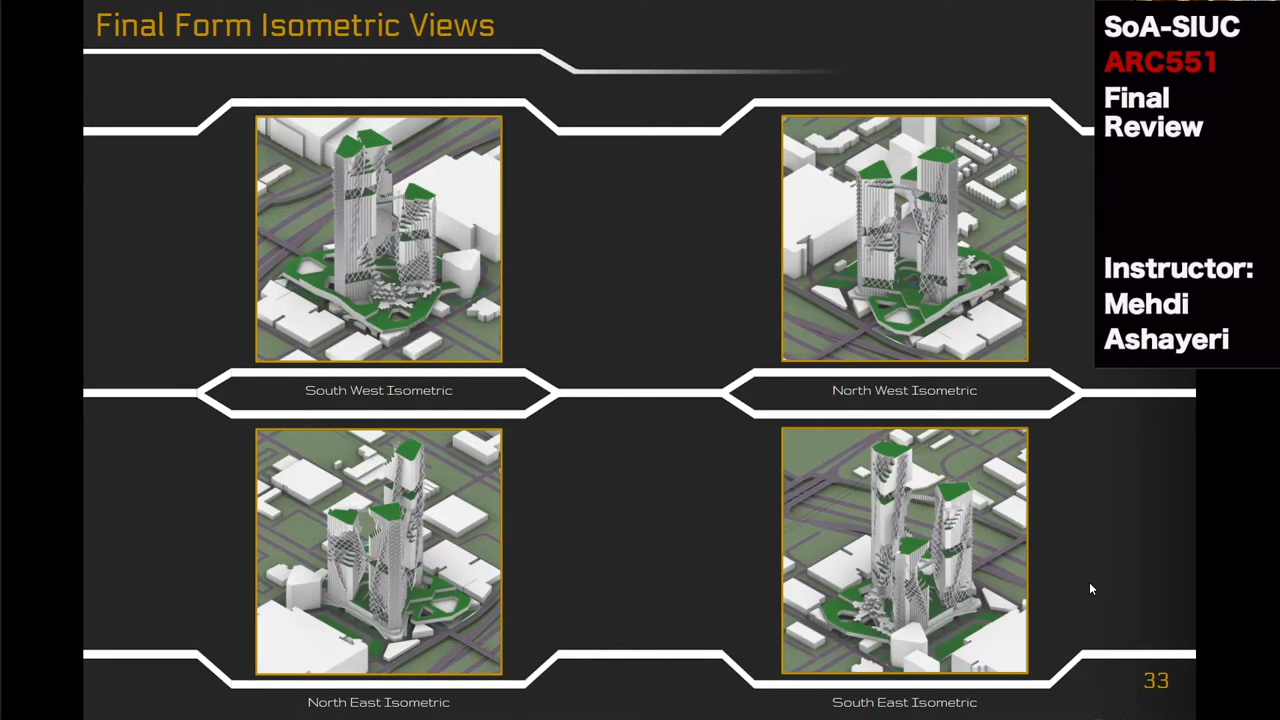 Final Form Isometric Views
SoA-SIUC
ARC551
Final
Review
Instructor:
Mehdi
Ashayeri
South West Isometric
North West Isometric
North East Isometric
South East Isometric
33